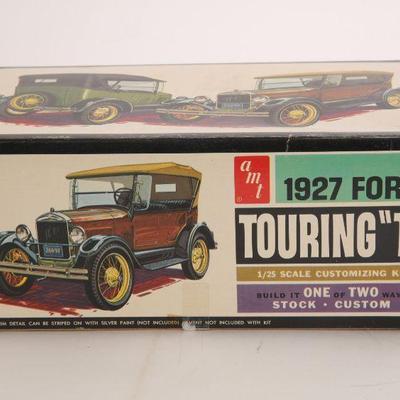 amt
1927 FOR
TOURING "T
1/25 SCALE CUSTOMIZING K
BUILD IT ONE OF TWO WAY
STOCK · CUSTOM
DETAIL CAN BE STRIPED ON WITH SILVER PAINT (NOT INCLUDED) NOT INCLUDED WITH KIT